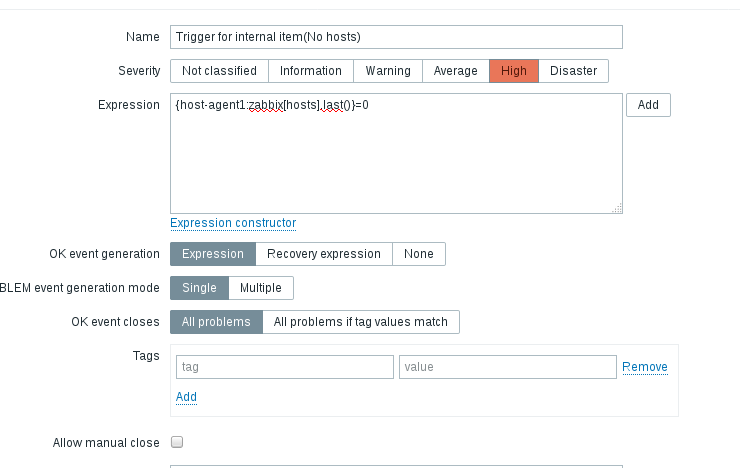 Name Trigger for internal item(No hosts)
Severity Not classified Information Warning Average High Disaster
Expression {host-agent1:zabbix[hosts].last()}=0 Add
Expression constructor
OK event generation Expression Recovery expression None
BLEM event generation mode Single Multiple
OK event closes All problems All problems if tag values match
Tags tag value Remove
Add
Allow manual close